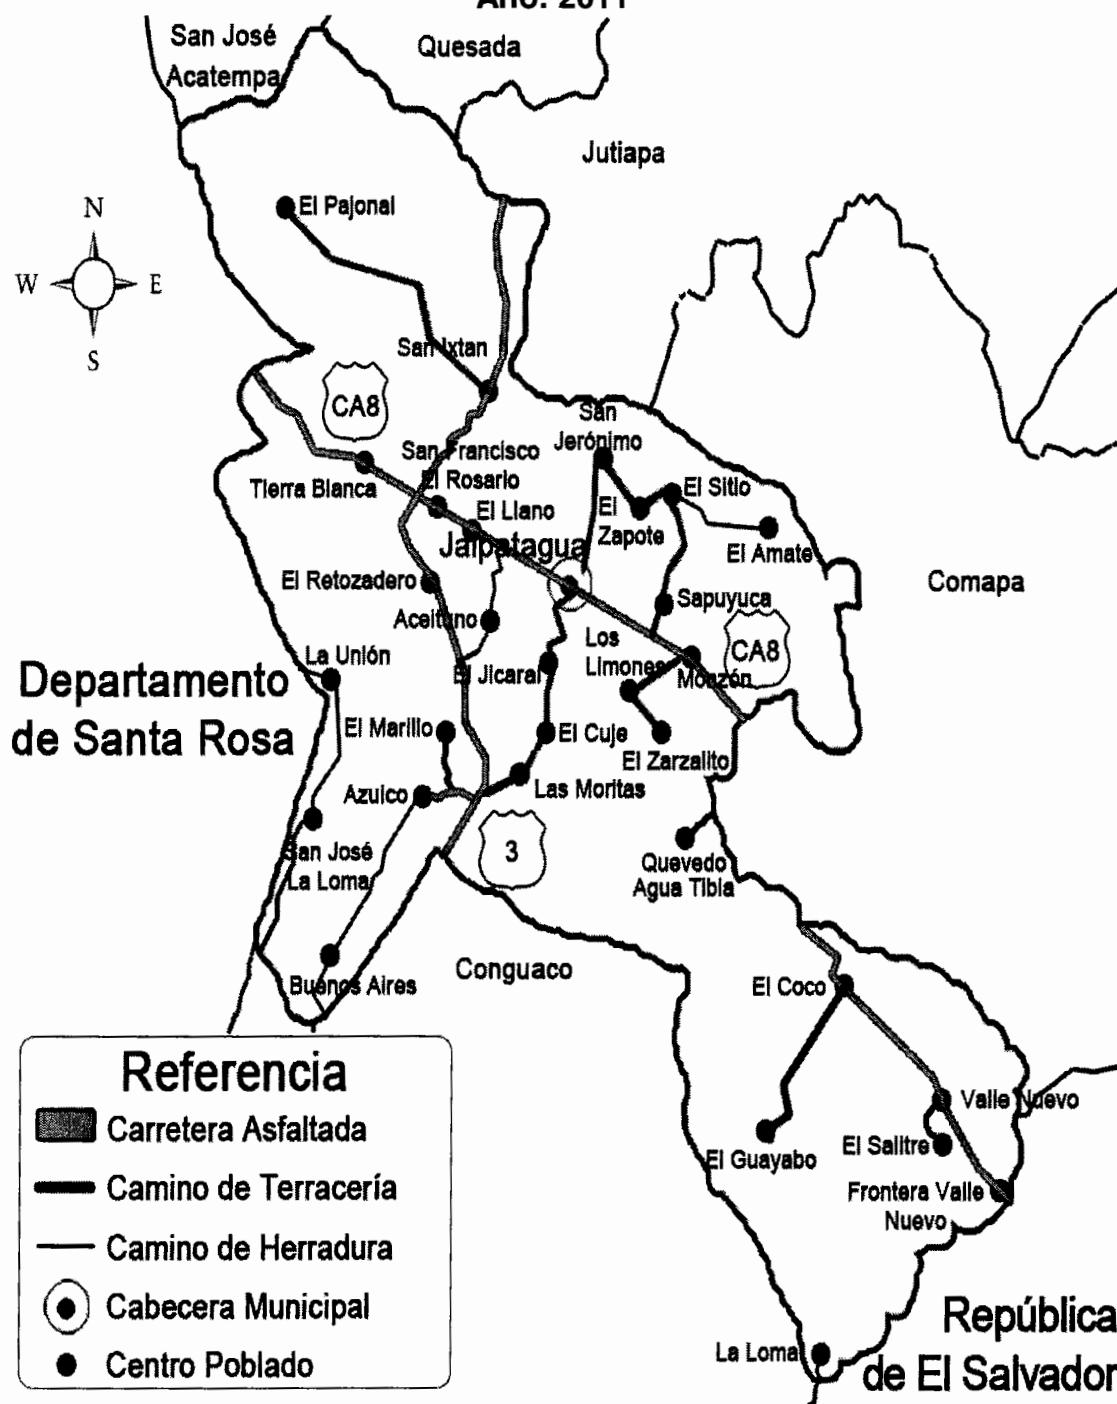 Año: 2011
San José
Acatempa
Quesada
Jutiapa
El Pajonal
N
W
E
S
San Ixtan
CA8
San
Jerónimo
San Francisco
El Rosario
Tierra Blanca
El Llano
El Sitio
El
Zapote
Jalpatagua
El Amate
El Retozadero
Comapa
Aceituno
Sapuyuca
Los
Limones
CA8
La Unión
El Jicaral
Monzón
Departamento
de Santa Rosa
El Marillo
El Cuje
El Zarzalito
Azulco
Las Moritas
3
San José
La Loma
Quevedo
Agua Tibia
Conguaco
Buenos Aires
El Coco
Valle Nuevo
El Salitre
El Guayabo
Frontera Valle
Nuevo
República
de El Salvador
La Loma
Referencia
Carretera Asfaltada
Camino de Terracería
Camino de Herradura
Cabecera Municipal
Centro Poblado